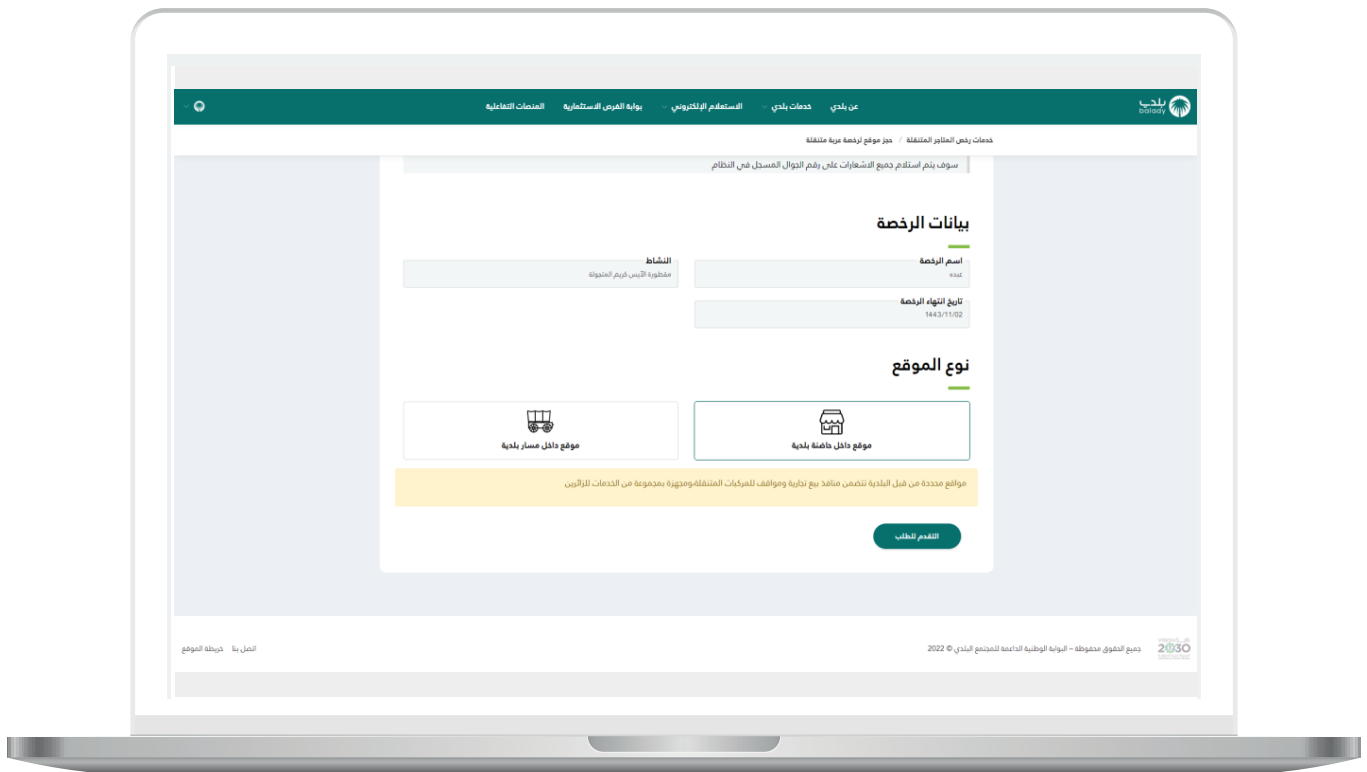 بلدي
balady
عن بلدي
خدمات بلدي
الاستعلام الإلكتروني
بوابة الفرص الاستثمارية
المنصات التفاعلية
خدمات رخص المتاجر المتنقلة / حجز موقع لرخصة عربة متنقلة
سوف يتم استلام جميع الاشعارات على رقم الجوال المسجل في النظام
بيانات الرخصة
اسم الرخصة
عبده
النشاط
مقطورة الآيس كريم المتجولة
تاريخ انتهاء الرخصة
1443/11/02
نوع الموقع
موقع داخل حاضنة بلدية
موقع داخل مسار بلدية
مواقع محددة من قبل البلدية تتضمن منافذ بيع تجارية ومواقف للمركبات المتنقلة،ومجهزة بمجموعة من الخدمات للزائرين
التقدم للطلب
2030
جميع الحقوق محفوظة – البوابة الوطنية الداعمة للمجتمع البلدي © 2022
اتصل بنا
خريطة الموقع